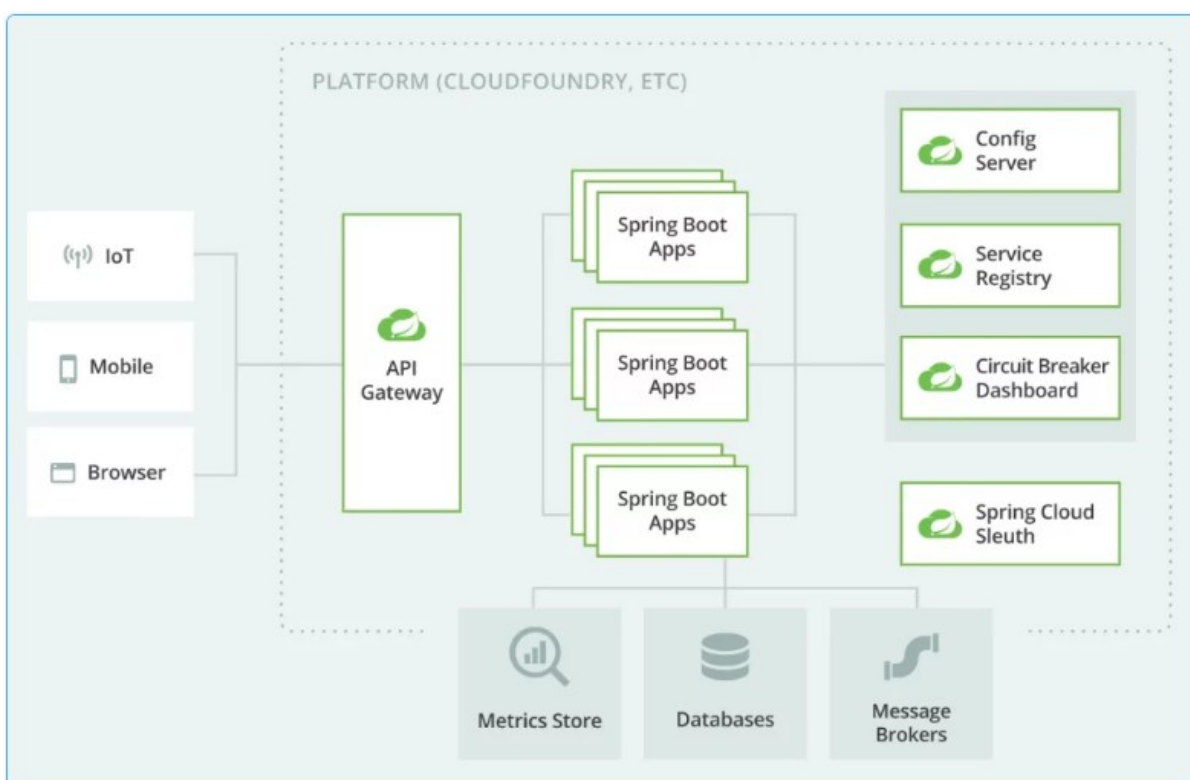 PLATFORM (CLOUDFOUNDRY, ETC)
IoT
Mobile
Browser
API
Gateway
Spring Boot
Apps
Spring Boot
Apps
Spring Boot
Apps
Config
Server
Service
Registry
Circuit Breaker
Dashboard
Spring Cloud
Sleuth
Metrics Store
Databases
Message
Brokers